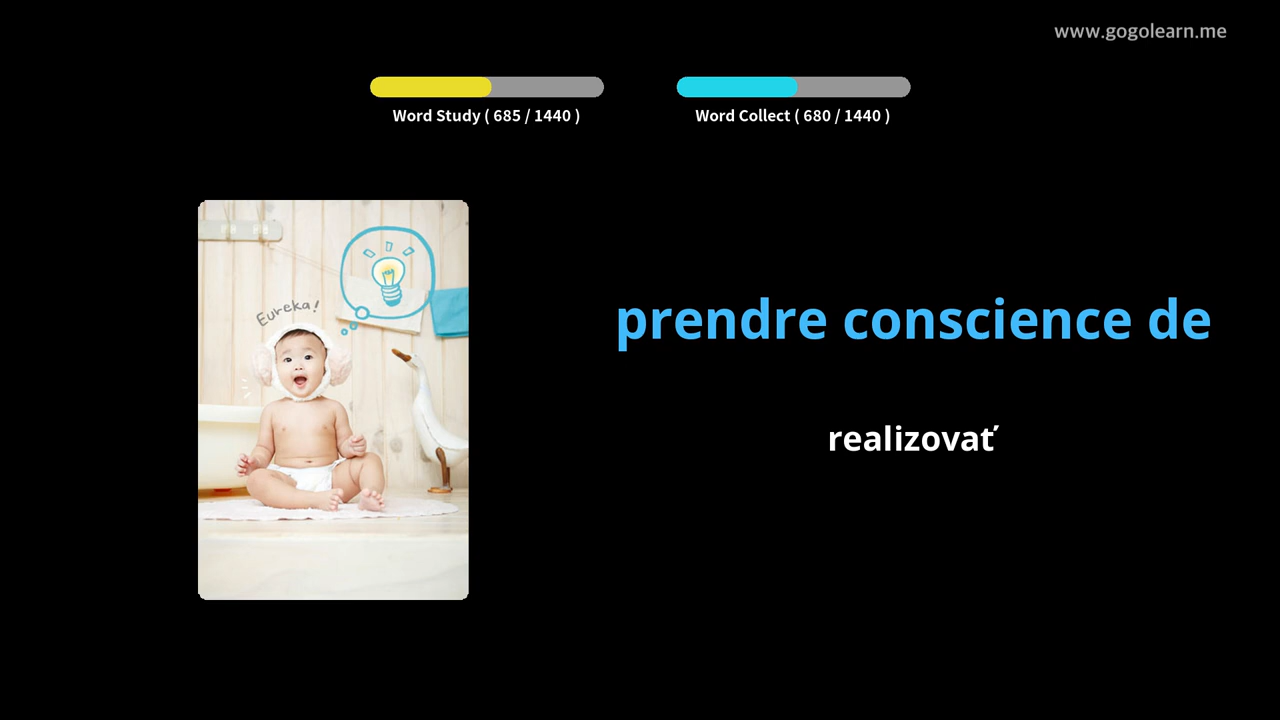 www.gogolearn.me
Word Study ( 685 / 1440 )
Word Collect ( 680 / 1440 )
Eureka!
prendre conscience de
realizovať